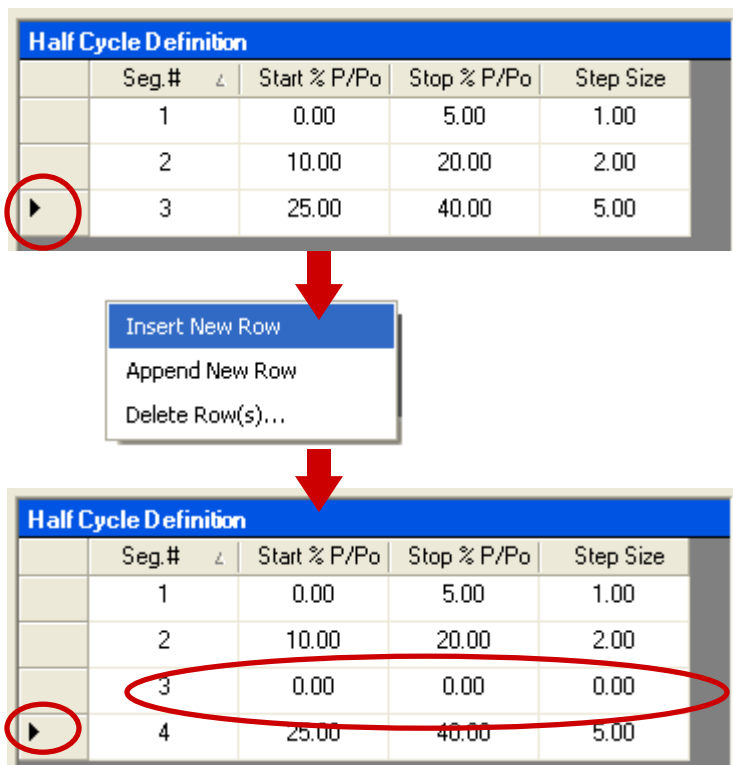 Half Cycle Definition
Seg.# Start % P/Po Stop % P/Po Step Size
1 0.00 5.00 1.00
2 10.00 20.00 2.00
3 25.00 40.00 5.00
Insert New Row
Append New Row
Delete Row(s)...
Half Cycle Definition
Seg.# Start % P/Po Stop % P/Po Step Size
1 0.00 5.00 1.00
2 10.00 20.00 2.00
3 0.00 0.00 0.00
4 25.00 40.00 5.00